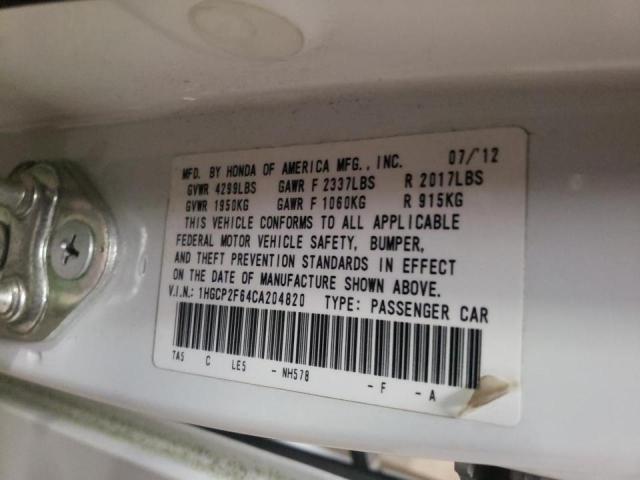 MFD. BY HONDA OF AMERICA MFG., INC. 07/'12
GVWR 4299LBS GAWR F 2337LBS R 2017LBS
GVWR 1950KG GAWR F 1060KG R 915KG
THIS VEHICLE CONFORMS TO ALL APPLICABLE
FEDERAL MOTOR VEHICLE SAFETY, BUMPER,
AND THEFT PREVENTION STANDARDS IN EFFECT
ON THE DATE OF MANUFACTURE SHOWN ABOVE.
V.I.N.: 1HGCP2F64CA204820 TYPE: PASSENGER CAR
TA5 C LE5 - NH578 - F - A